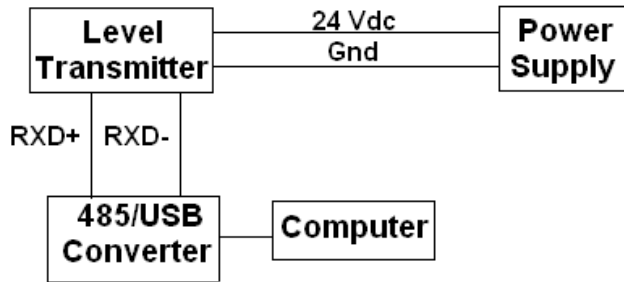 Level
Transmitter
24 Vdc
Gnd
Power
Supply
RXD+
RXD-
485/USB
Converter
Computer